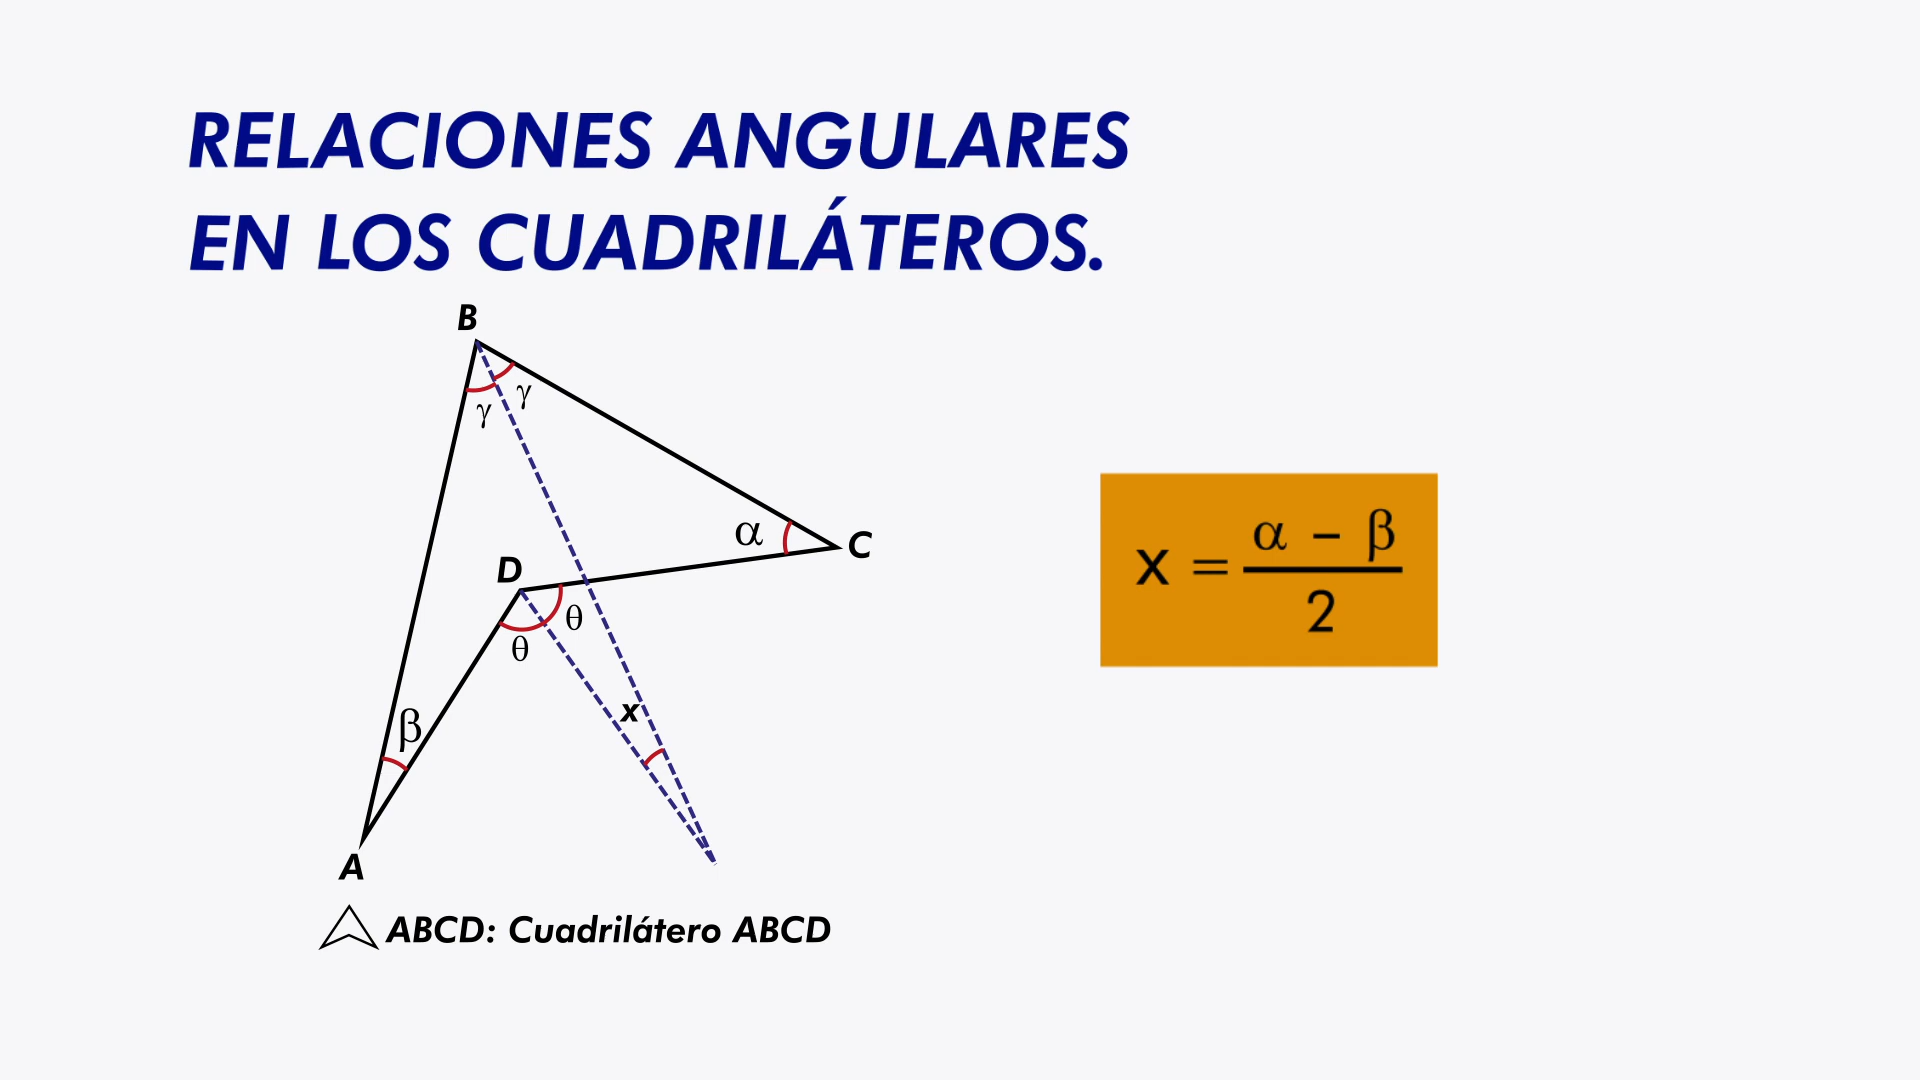 RELACIONES ANGULARES
EN LOS CUADRILÁTEROS.
B
γ
γ
α
C
D
θ
θ
x
β
A
x = α - β
2
ABCD: Cuadrilátero ABCD